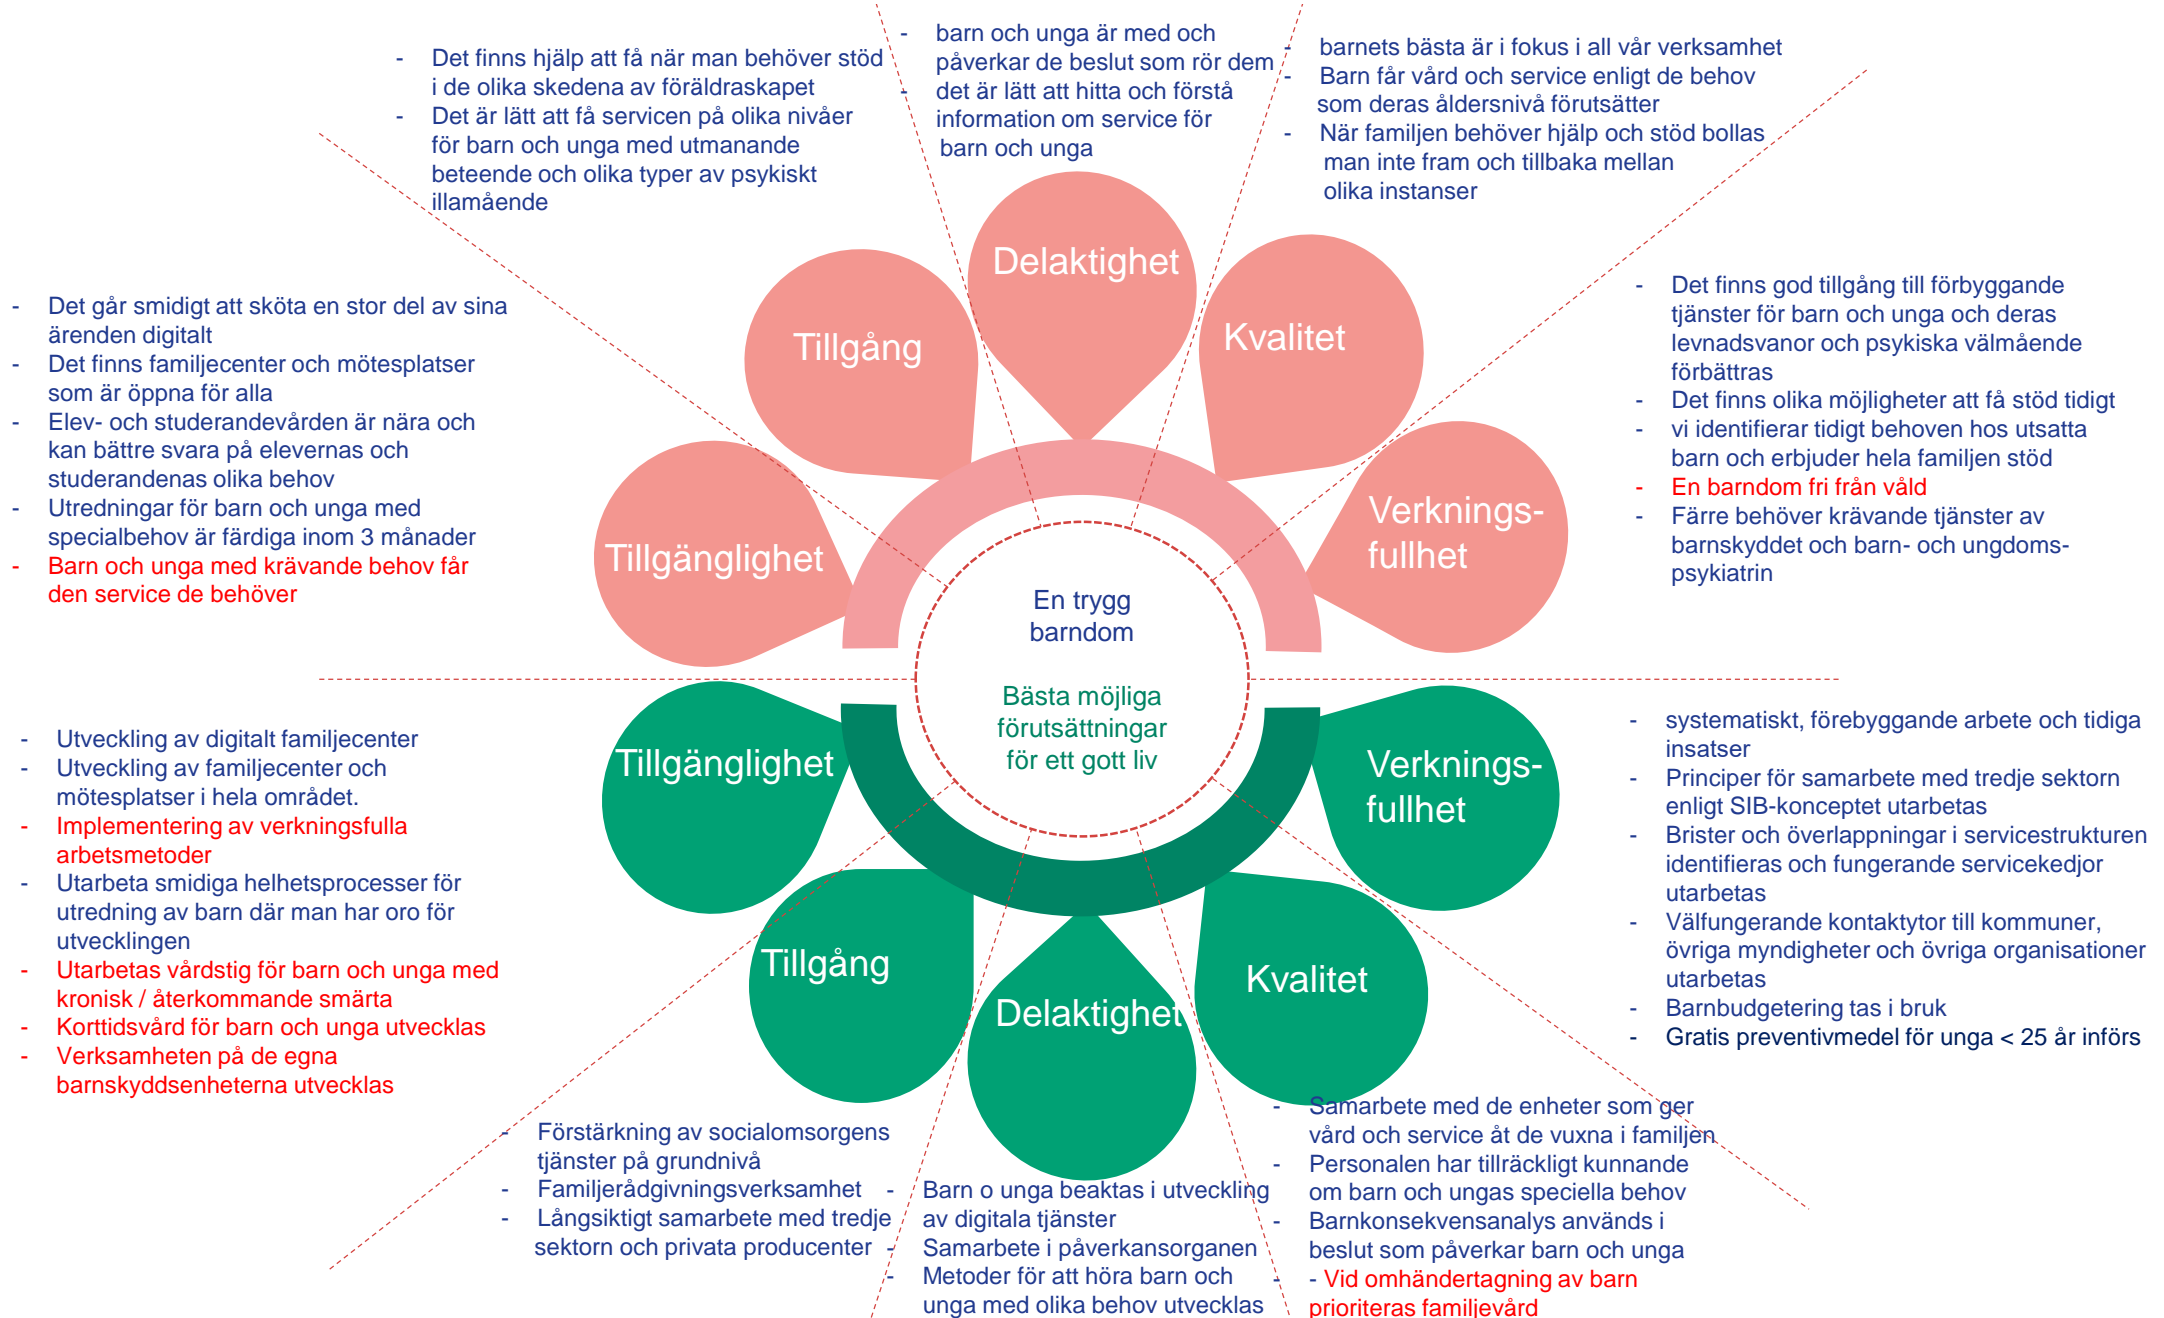 - Det finns hjälp att få när man behöver stöd
i de olika skedena av föräldraskapet
- Det är lätt att få servicen på olika nivåer
för barn och unga med utmanande
beteende och olika typer av psykiskt
illamående
- barn och unga är med och
påverkar de beslut som rör dem
- det är lätt att hitta och förstå
information om service för
barn och unga
- barnets bästa är i fokus i all vår verksamhet
- Barn får vård och service enligt de behov
som deras åldersnivå förutsätter
- När familjen behöver hjälp och stöd bollas
man inte fram och tillbaka mellan
olika instanser
- Det går smidigt att sköta en stor del av sina
ärenden digitalt
- Det finns familjecenter och mötesplatser
som är öppna för alla
- Elev- och studerandevården är nära och
kan bättre svara på elevernas och
studerandenas olika behov
- Utredningar för barn och unga med
specialbehov är färdiga inom 3 månader
- Barn och unga med krävande behov får
den service de behöver
Tillgänglighet
Tillgång
Delaktighet
Kvalitet
Verknings-
fullhet
- Det finns god tillgång till förbyggande
tjänster för barn och unga och deras
levnadsvanor och psykiska välmående
förbättras
- Det finns olika möjligheter att få stöd tidigt
- vi identifierar tidigt behoven hos utsatta
barn och erbjuder hela familjen stöd
- En barndom fri från våld
- Färre behöver krävande tjänster av
barnskyddet och barn- och ungdoms-
psykiatrin
En trygg
barndom
Bästa möjliga
förutsättningar
för ett gott liv
- Utveckling av digitalt familjecenter
- Utveckling av familjecenter och
mötesplatser i hela området.
- Implementering av verkningsfulla
arbetsmetoder
- Utarbeta smidiga helhetsprocesser för
utredning av barn där man har oro för
utvecklingen
- Utarbetas vårdstig för barn och unga med
kronisk / återkommande smärta
- Korttidsvård för barn och unga utvecklas
- Verksamheten på de egna
barnskyddsenheterna utvecklas
Tillgänglighet
Tillgång
Delaktighet
Kvalitet
Verknings-
fullhet
- systematiskt, förebyggande arbete och tidiga
insatser
- Principer för samarbete med tredje sektorn
enligt SIB-konceptet utarbetas
- Brister och överlappningar i servicestrukturen
identifieras och fungerande servicekedjor
utarbetas
- Välfungerande kontaktytor till kommuner,
övriga myndigheter och övriga organisationer
utarbetas
- Barnbudgetering tas i bruk
- Gratis preventivmedel för unga < 25 år införs
- Förstärkning av socialomsorgens
tjänster på grundnivå
- Familjerådgivningsverksamhet
- Långsiktigt samarbete med tredje
sektorn och privata producenter
- Barn o unga beaktas i utveckling
av digitala tjänster
- Samarbete i påverkansorganen
- Metoder för att höra barn och
unga med olika behov utvecklas
- Samarbete med de enheter som ger
vård och service åt de vuxna i familjen
- Personalen har tillräckligt kunnande
om barn och ungas speciella behov
- Barnkonsekvensanalys används i
beslut som påverkar barn och unga
- - Vid omhändertagning av barn
prioriteras familjevård